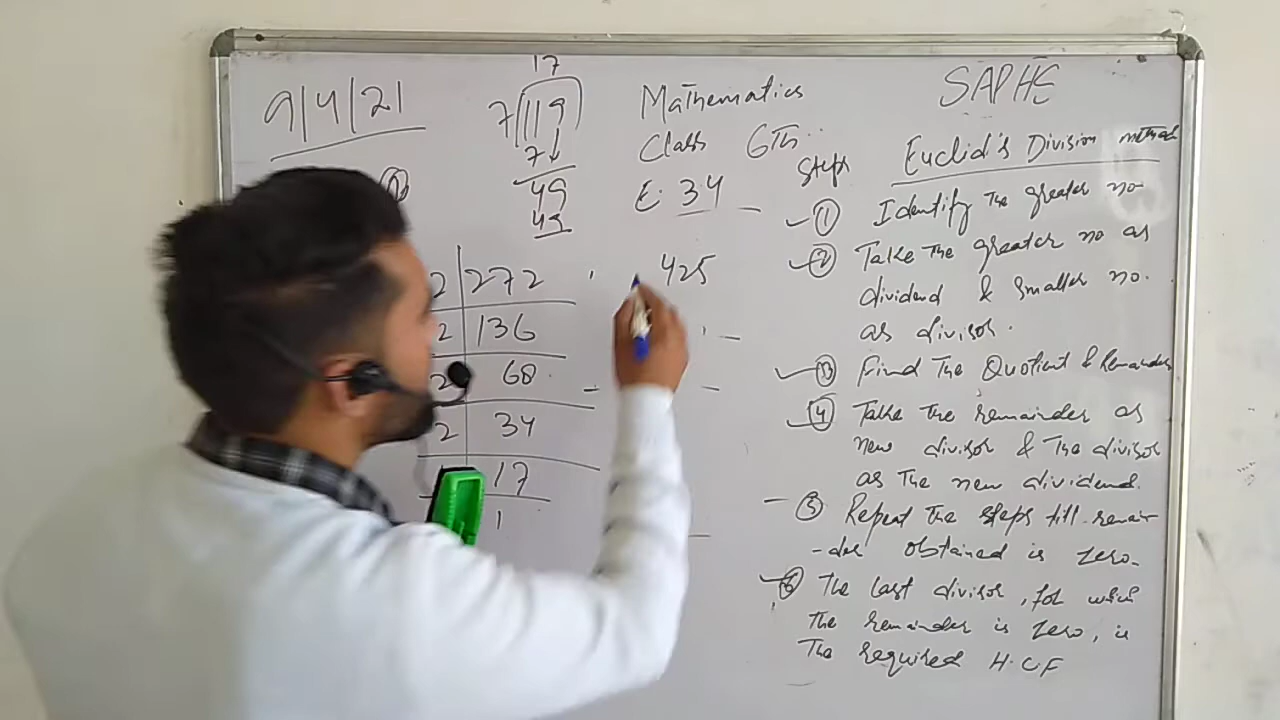 9/4/21
17
7)119
7
49
49
Mathematics
Class 6Th
E: 34
2 272
2 136
2 68
2 34
17
1
425
SAPHE
Euclid's Division method
Steps
① Identify The greater no
② Take The greater no as
dividend & smaller no.
as divisor.
③ Find The Quotient & Remainder
④ Take The remainder as
new divisor & The divisor
as The new dividend.
⑤ Repeat The steps till remain
-der obtained is zero.
⑥ The last divisor, for which
The remainder is zero, is
The required H.C.F